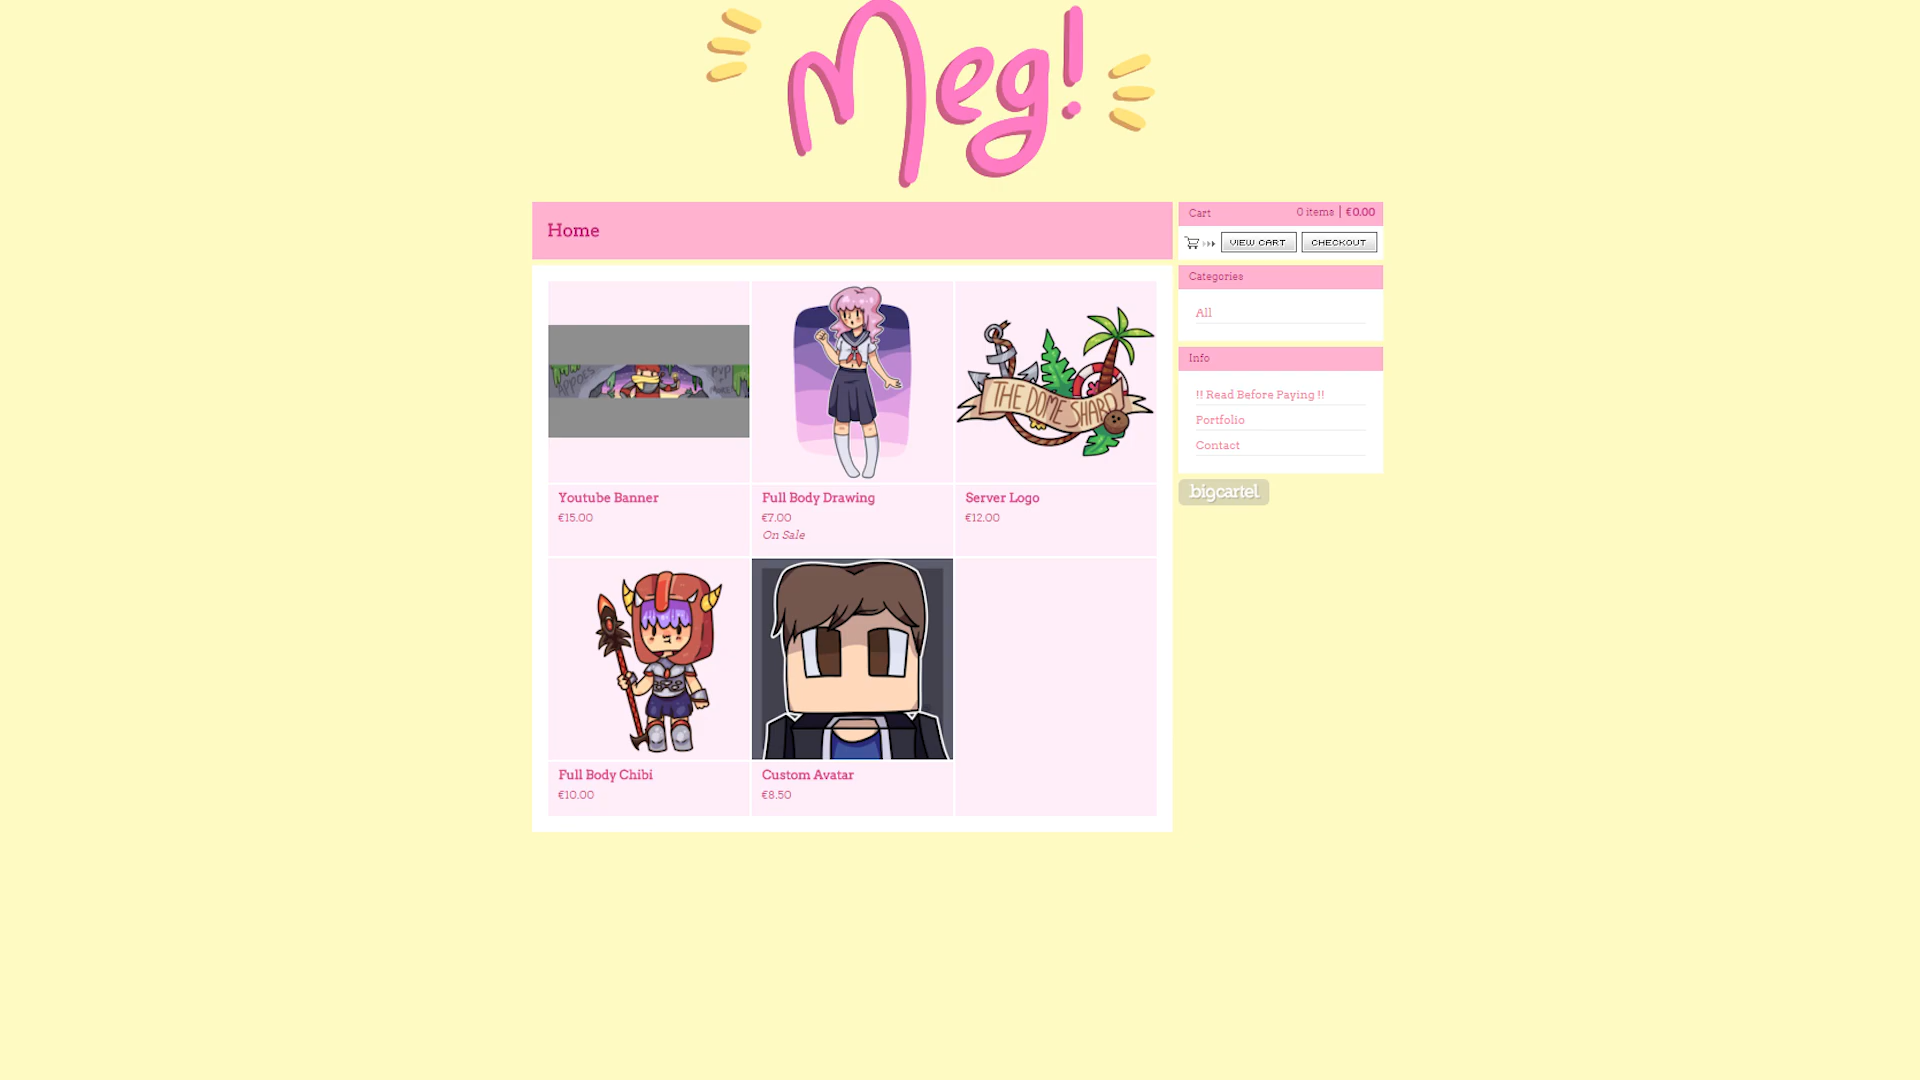 Meg!
Home
Cart
0 items | €0.00
VIEW CART
CHECKOUT
Categories
All
Info
!! Read Before Paying !!
Portfolio
Contact
bigcartel
THE DOME SHARD
Youtube Banner
€15.00
Full Body Drawing
€7.00
On Sale
Server Logo
€12.00
Full Body Chibi
€10.00
Custom Avatar
€8.50